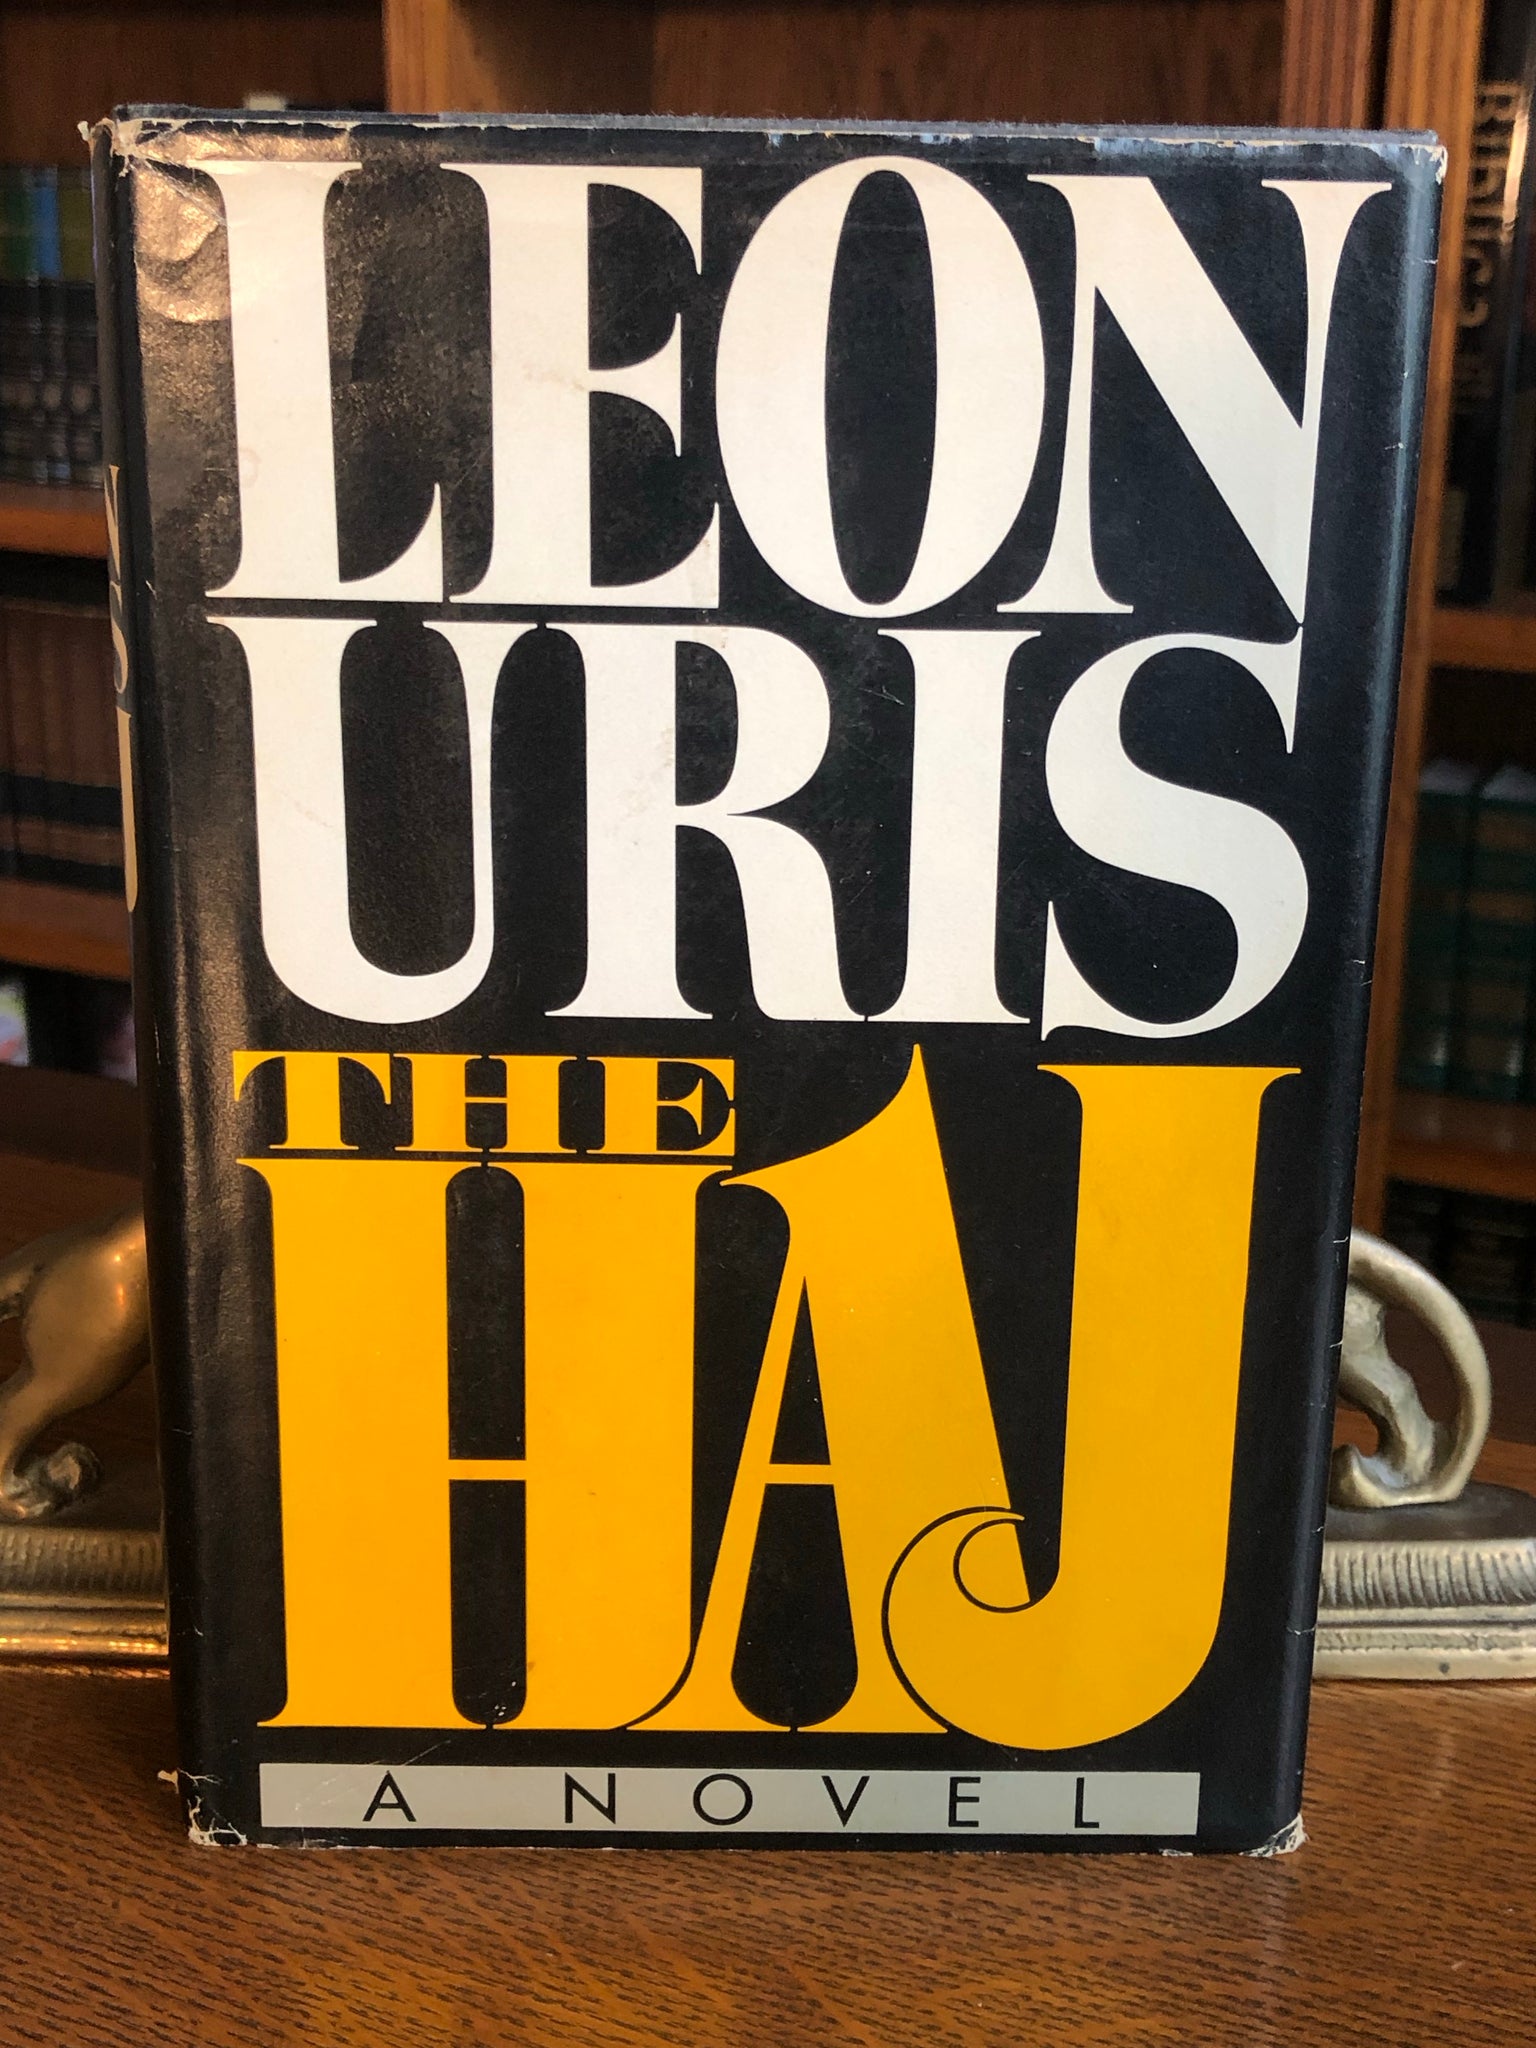 LEON
URIS
THE
HAJ
A NOVEL